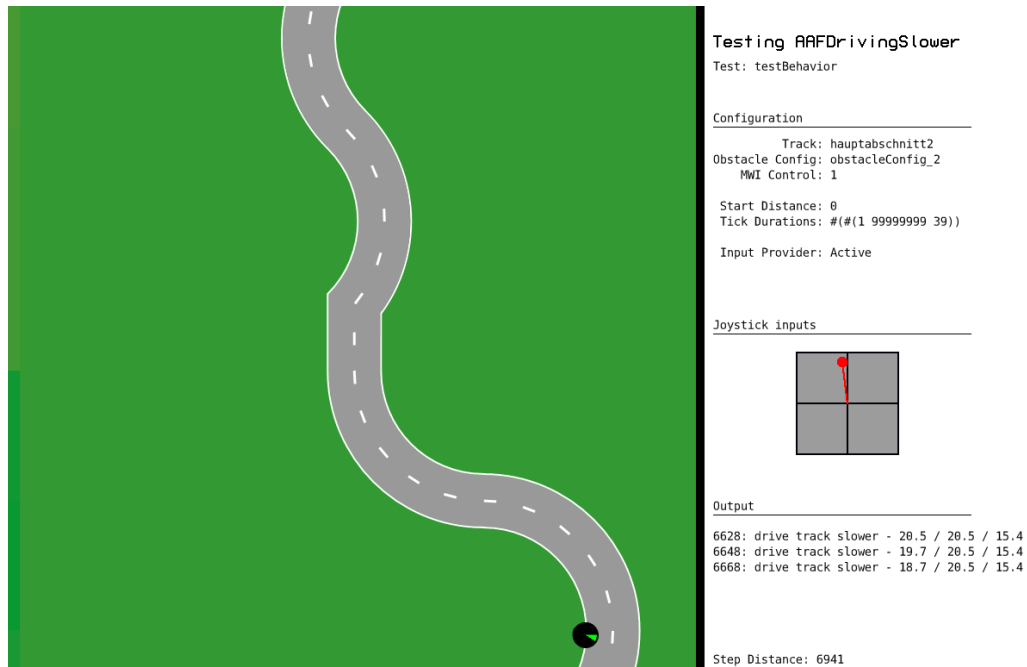 Testing AAFDrivingSlower
Test: testBehavior
Configuration
Track: hauptabschnitt2
Obstacle Config: obstacleConfig_2
MWI Control: 1
Start Distance: 0
Tick Durations: #(#(1 99999999 39))
Input Provider: Active
Joystick inputs
Output
6628: drive track slower - 20.5 / 20.5 / 15.4
6648: drive track slower - 19.7 / 20.5 / 15.4
6668: drive track slower - 18.7 / 20.5 / 15.4
Step Distance: 6941